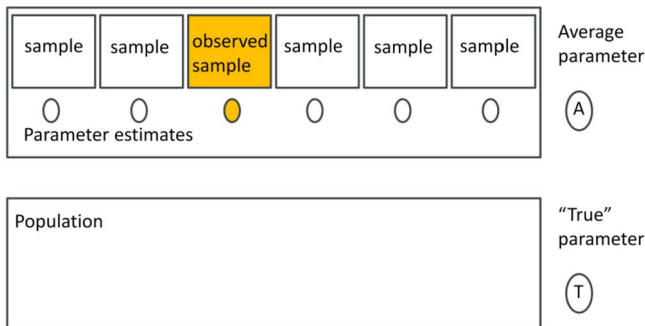 sample
sample
observed
sample
sample
sample
sample
Parameter estimates
Average
parameter
A
Population
“True”
parameter
T